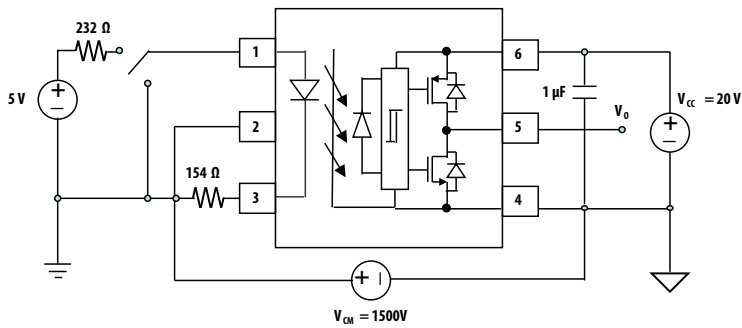 232 Ω
5 V
+
—
154 Ω
1
2
3
6
5
4
1 µF
V₀
+
—
V_CC = 20 V
+ —
V_CM = 1500V